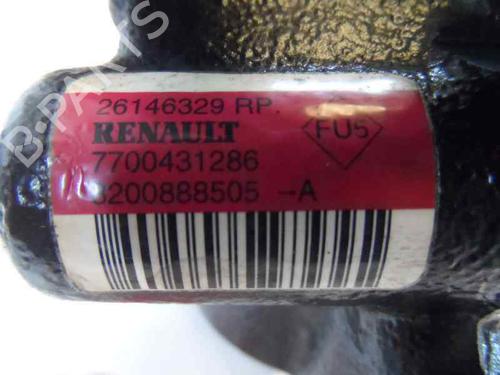 26146329 RP.
RENAULT
FU5
7700431286
8200888505 -A
B-PARTS